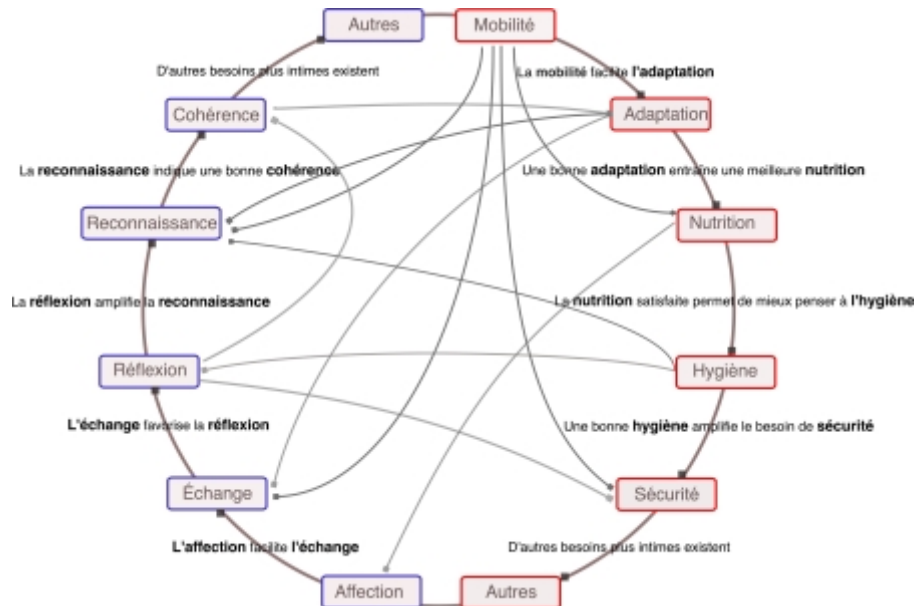 Autres
Mobilité
D'autres besoins plus intimes existent
La mobilité facilite l'adaptation
Cohérence
Adaptation
La reconnaissance indique une bonne cohérence
Une bonne adaptation entraîne une meilleure nutrition
Reconnaissance
Nutrition
La réflexion amplifie la reconnaissance
La nutrition satisfaite permet de mieux penser à l'hygiène
Réflexion
Hygiène
L'échange favorise la réflexion
Une bonne hygiène amplifie le besoin de sécurité
Échange
Sécurité
L'affection facilite l'échange
D'autres besoins plus intimes existent
Affection
Autres